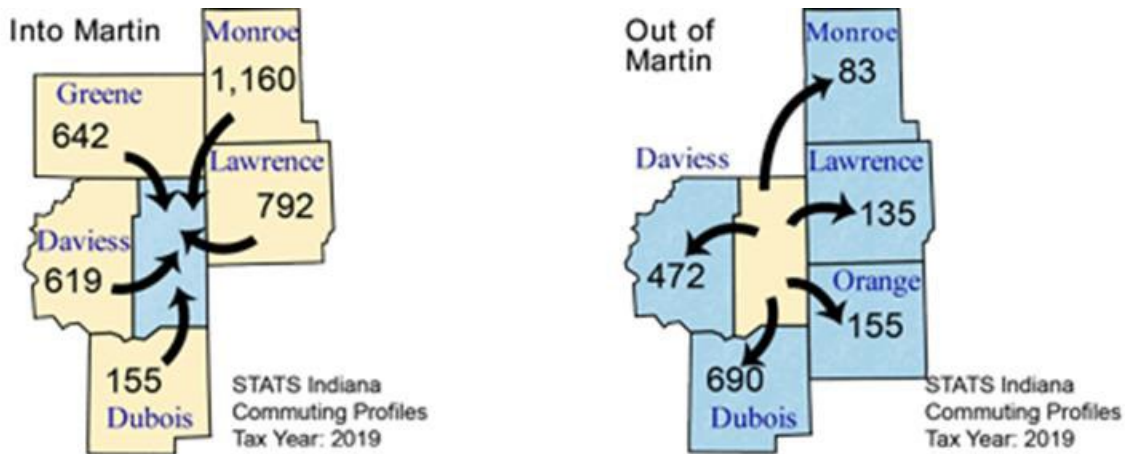 Into Martin
Monroe
1,160
Greene
642
Lawrence
792
Daviess
619
155
Dubois
STATS Indiana
Commuting Profiles
Tax Year: 2019
Out of
Martin
Monroe
83
Daviess
Lawrence
135
472
Orange
155
690
Dubois
STATS Indiana
Commuting Profiles
Tax Year: 2019